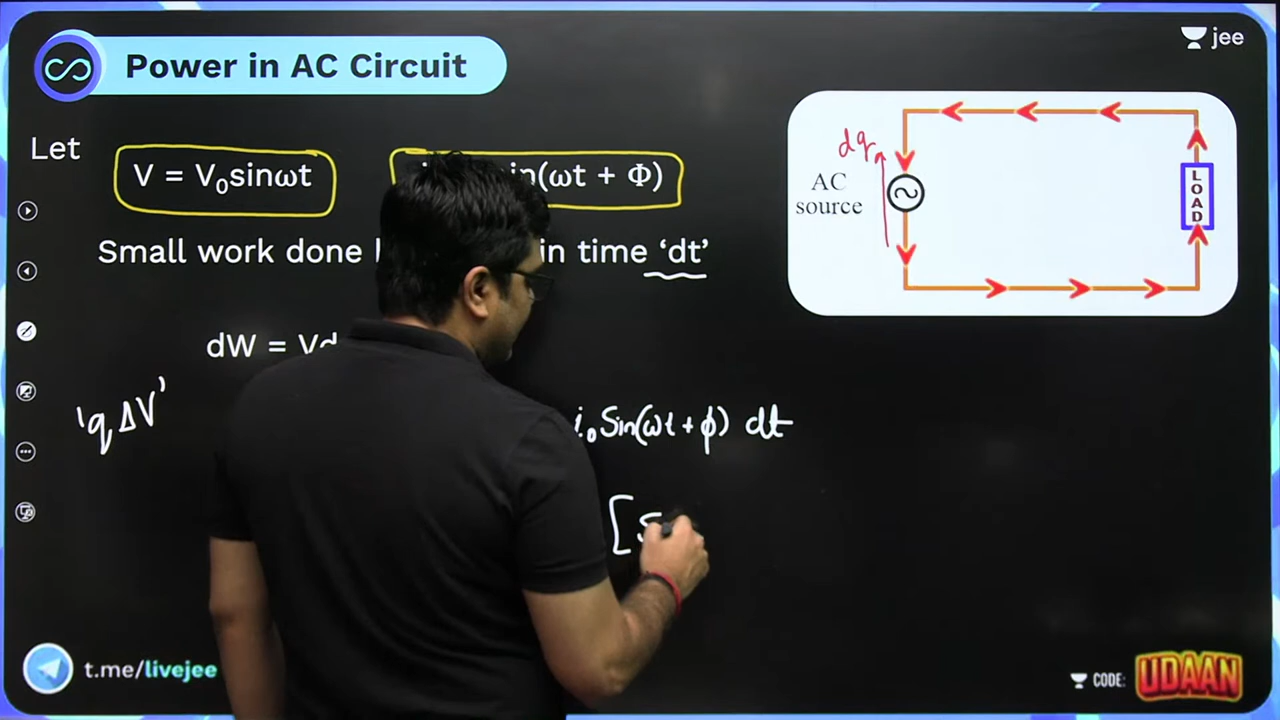 Power in AC Circuit
jee
Let
V = V₀sinωt
in(ωt + Φ)
Small work done
in time ‘dt’
dW = Vd
'q ΔV'
i₀ Sin(ωt + ϕ) dt
[ S
dq
AC
source
LOAD
t.me/livejee
CODE:
UDAAN